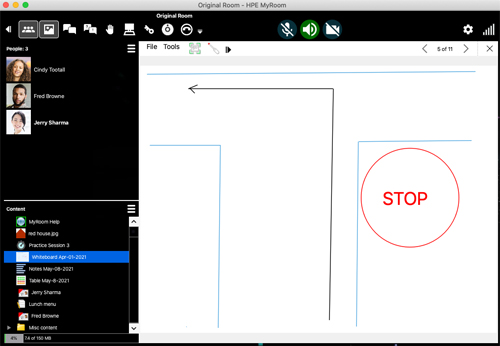 Original Room - HPE MyRoom
Original Room
People: 3
File Tools
5 of 11
Cindy Tootall
Fred Browne
Jerry Sharma
STOP
Content
MyRoom Help
red house.jpg
Practice Session 3
Whiteboard Apr-01-2021
Notes May-08-2021
Table May-8-2021
Jerry Sharma
Lunch menu
Fred Browne
Misc content
4% 7.4 of 150 MB